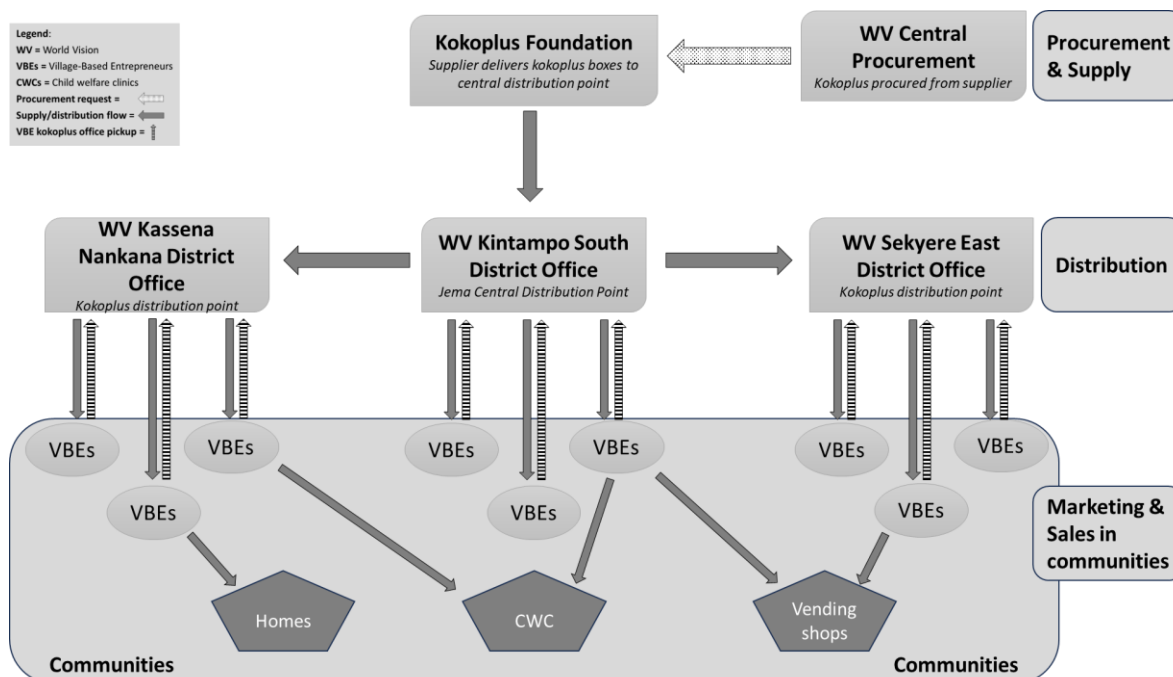 Legend:
WV = World Vision
VBEs = Village-Based Entrepreneurs
CWCs = Child welfare clinics
Procurement request =
Supply/distribution flow =
VBE kokoplus office pickup =
Kokoplus Foundation
Supplier delivers kokoplus boxes to
central distribution point
WV Central
Procurement
Kokoplus procured from supplier
Procurement
& Supply
WV Kassena
Nankana District
Office
Kokoplus distribution point
WV Kintampo South
District Office
Jema Central Distribution Point
WV Sekyere East
District Office
Kokoplus distribution point
Distribution
VBEs
VBEs
VBEs
VBEs
VBEs
VBEs
VBEs
VBEs
VBEs
Marketing &
Sales in
communities
Homes
CWC
Vending
shops
Communities
Communities